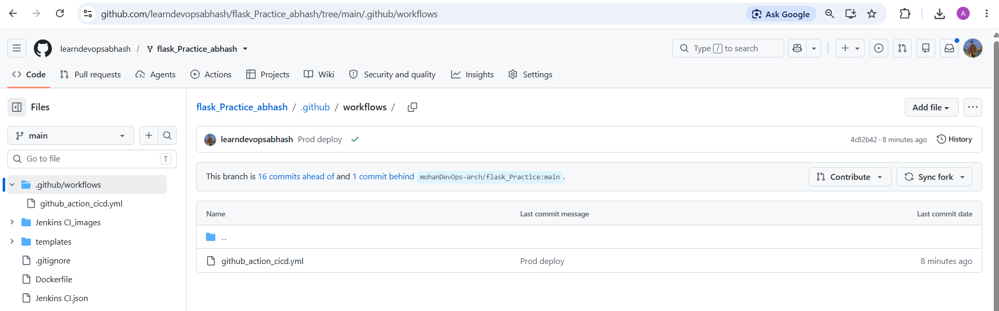 github.com/learndevopsabhash/flask_Practice_abhash/tree/main/.github/workflows
Ask Google
A
learndevopsabhash / flask_Practice_abhash
Type / to search
Code
Pull requests
Agents
Actions
Projects
Wiki
Security and quality
Insights
Settings
Files
main
Go to file
T
.github/workflows
github_action_cicd.yml
Jenkins CI_images
templates
.gitignore
Dockerfile
Jenkins CI.json
flask_Practice_abhash / .github / workflows /
Add file
learndevopsabhash Prod deploy
4c82b42 · 8 minutes ago
History
This branch is 16 commits ahead of and 1 commit behind mohanDevOps-arch/flask_Practice:main .
Contribute
Sync fork
Name Last commit message Last commit date
..
github_action_cicd.yml Prod deploy 8 minutes ago